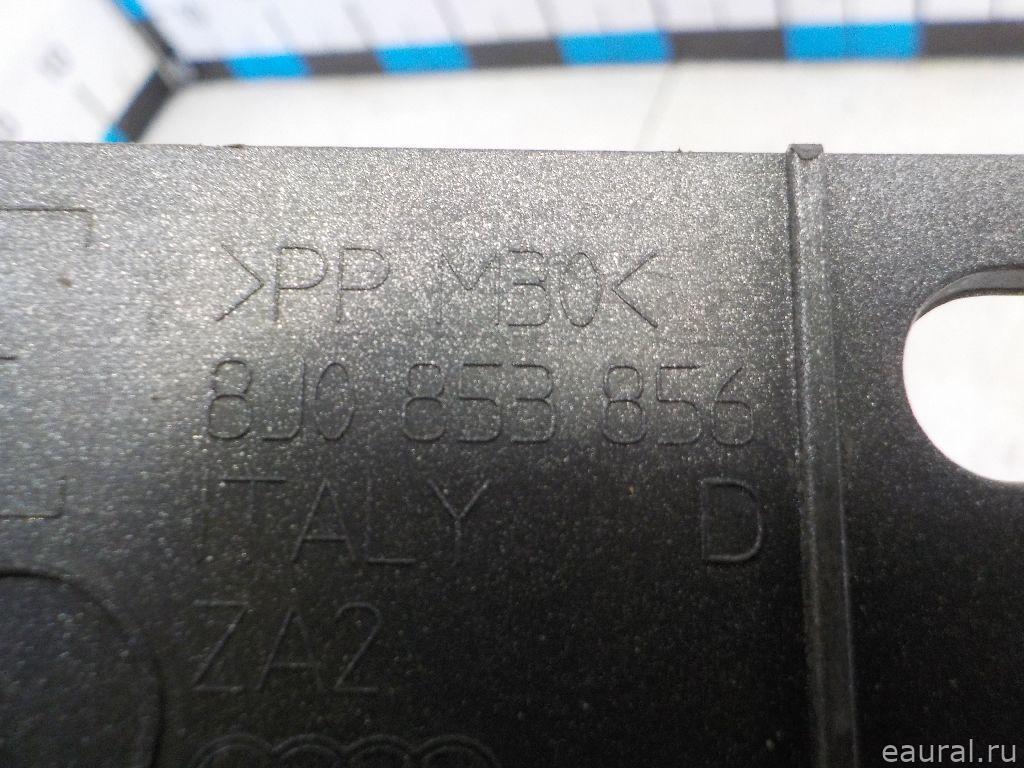 >PP M30<
8J0 853 856
ITALY D
ZA2
eaural.ru